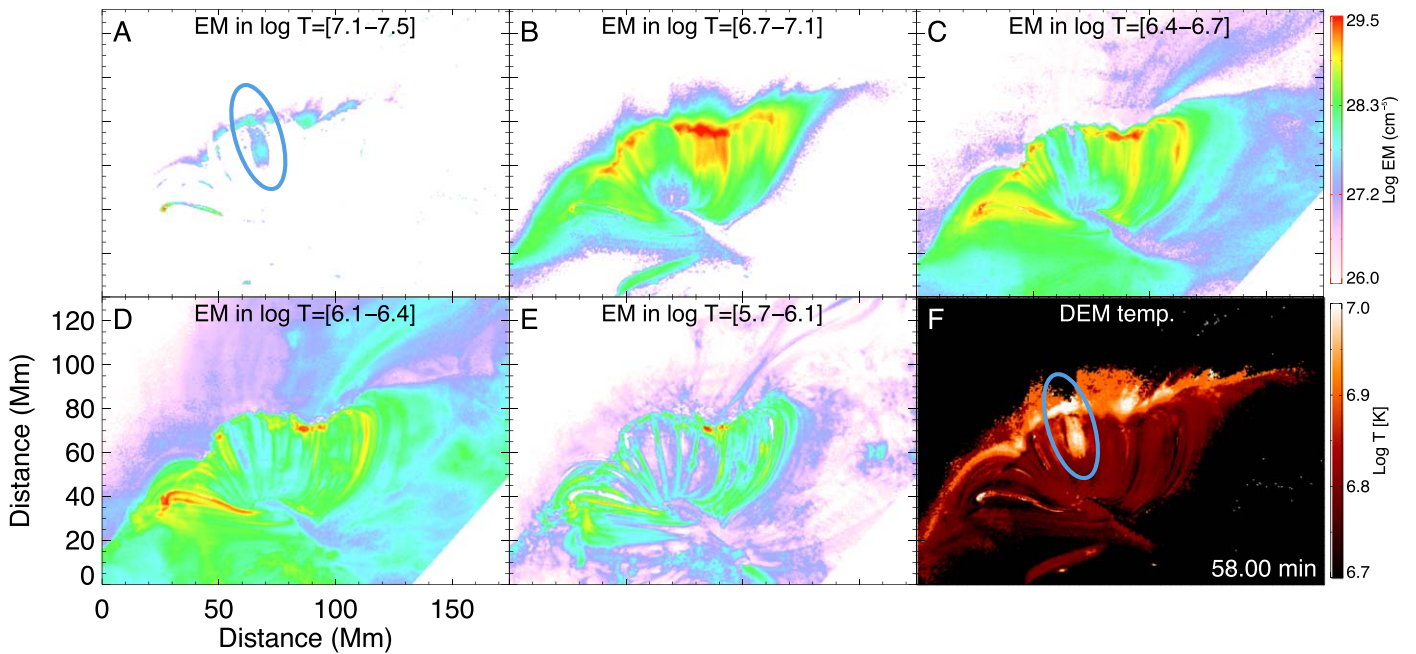 A EM in log T=[7.1–7.5]
B EM in log T=[6.7–7.1]
C EM in log T=[6.4–6.7]
29.5
28.3
27.2
26.0
Log EM (cm⁻⁵)
D EM in log T=[6.1–6.4]
E EM in log T=[5.7–6.1]
F DEM temp.
58.00 min
7.0
6.9
6.8
6.7
Log T [K]
120
100
80
60
40
20
0
Distance (Mm)
0 50 100 150
Distance (Mm)